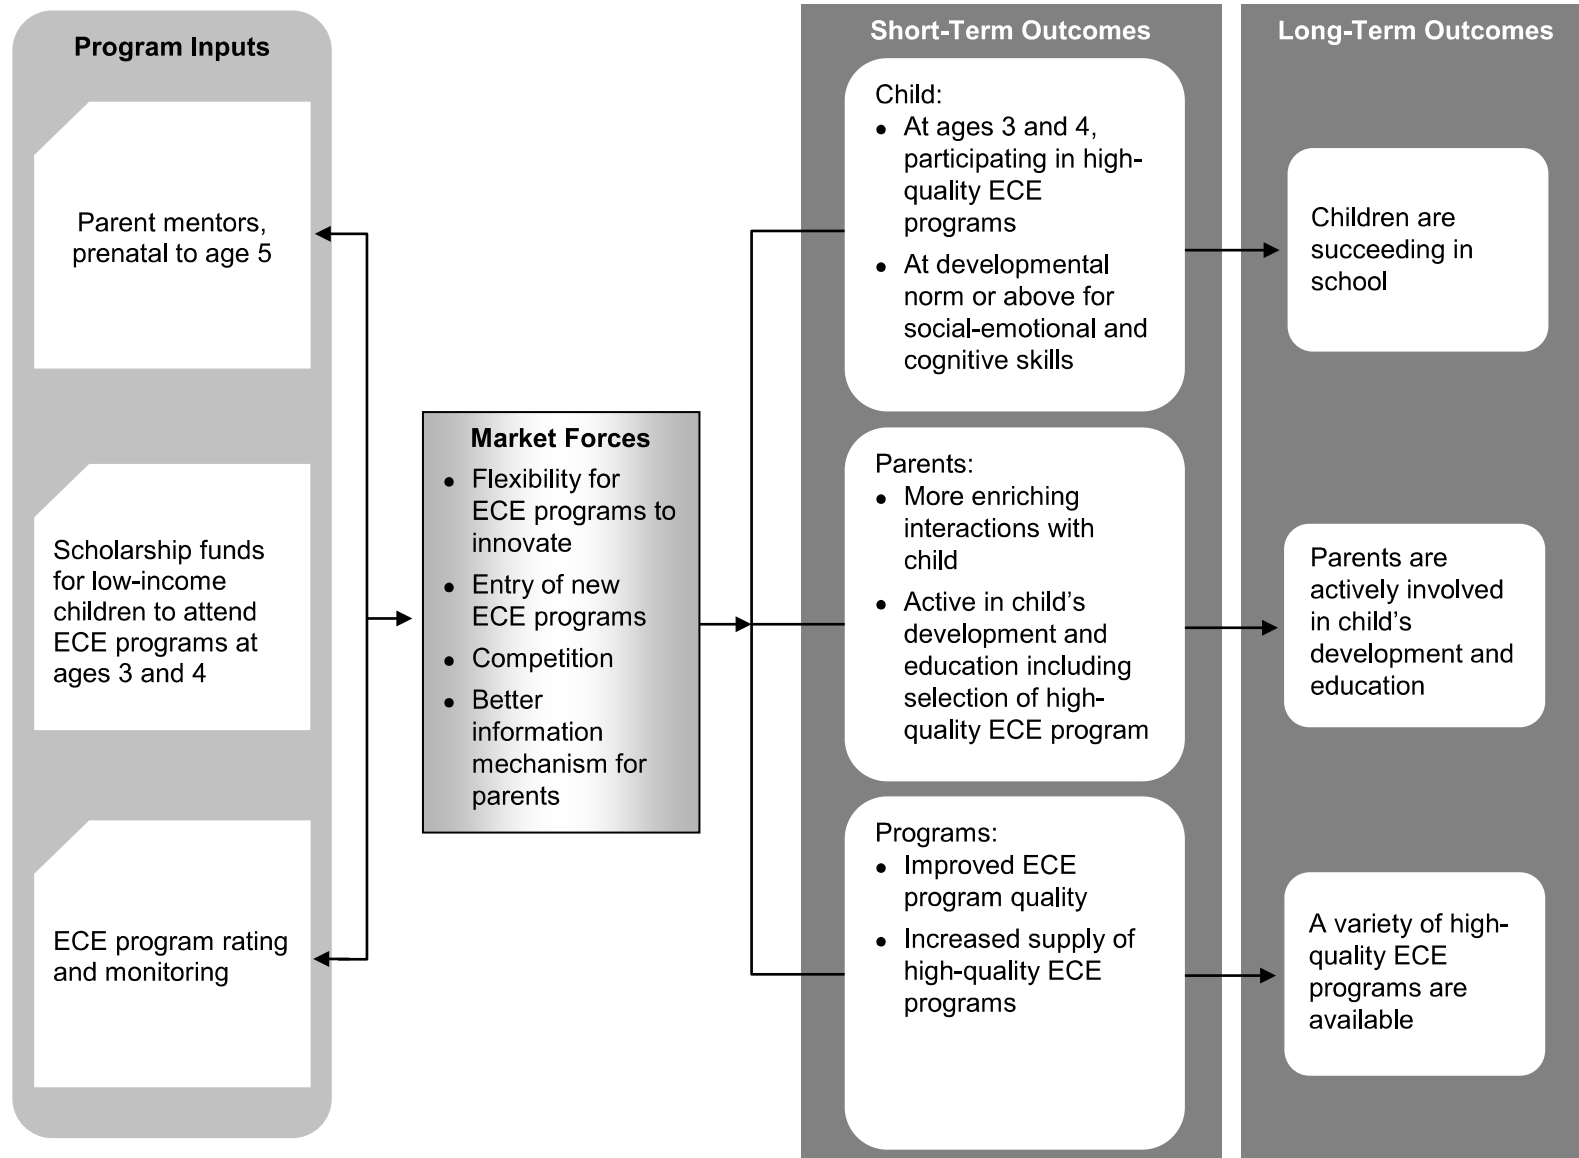 Program Inputs
Parent mentors,
prenatal to age 5
Scholarship funds
for low-income
children to attend
ECE programs at
ages 3 and 4
ECE program rating
and monitoring
Market Forces
• Flexibility for
ECE programs to
innovate
• Entry of new
ECE programs
• Competition
• Better
information
mechanism for
parents
Short-Term Outcomes
Child:
• At ages 3 and 4,
participating in high-
quality ECE
programs
• At developmental
norm or above for
social-emotional and
cognitive skills
Parents:
• More enriching
interactions with
child
• Active in child’s
development and
education including
selection of high-
quality ECE program
Programs:
• Improved ECE
program quality
• Increased supply of
high-quality ECE
programs
Long-Term Outcomes
Children are
succeeding in
school
Parents are
actively involved
in child’s
development and
education
A variety of high-
quality ECE
programs are
available